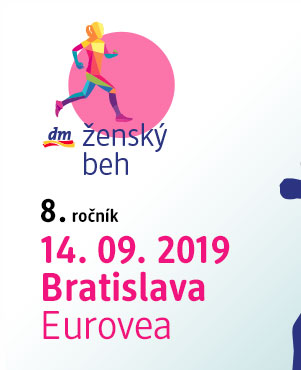 dm ženský
beh
8. ročník
14. 09. 2019
Bratislava
Eurovea